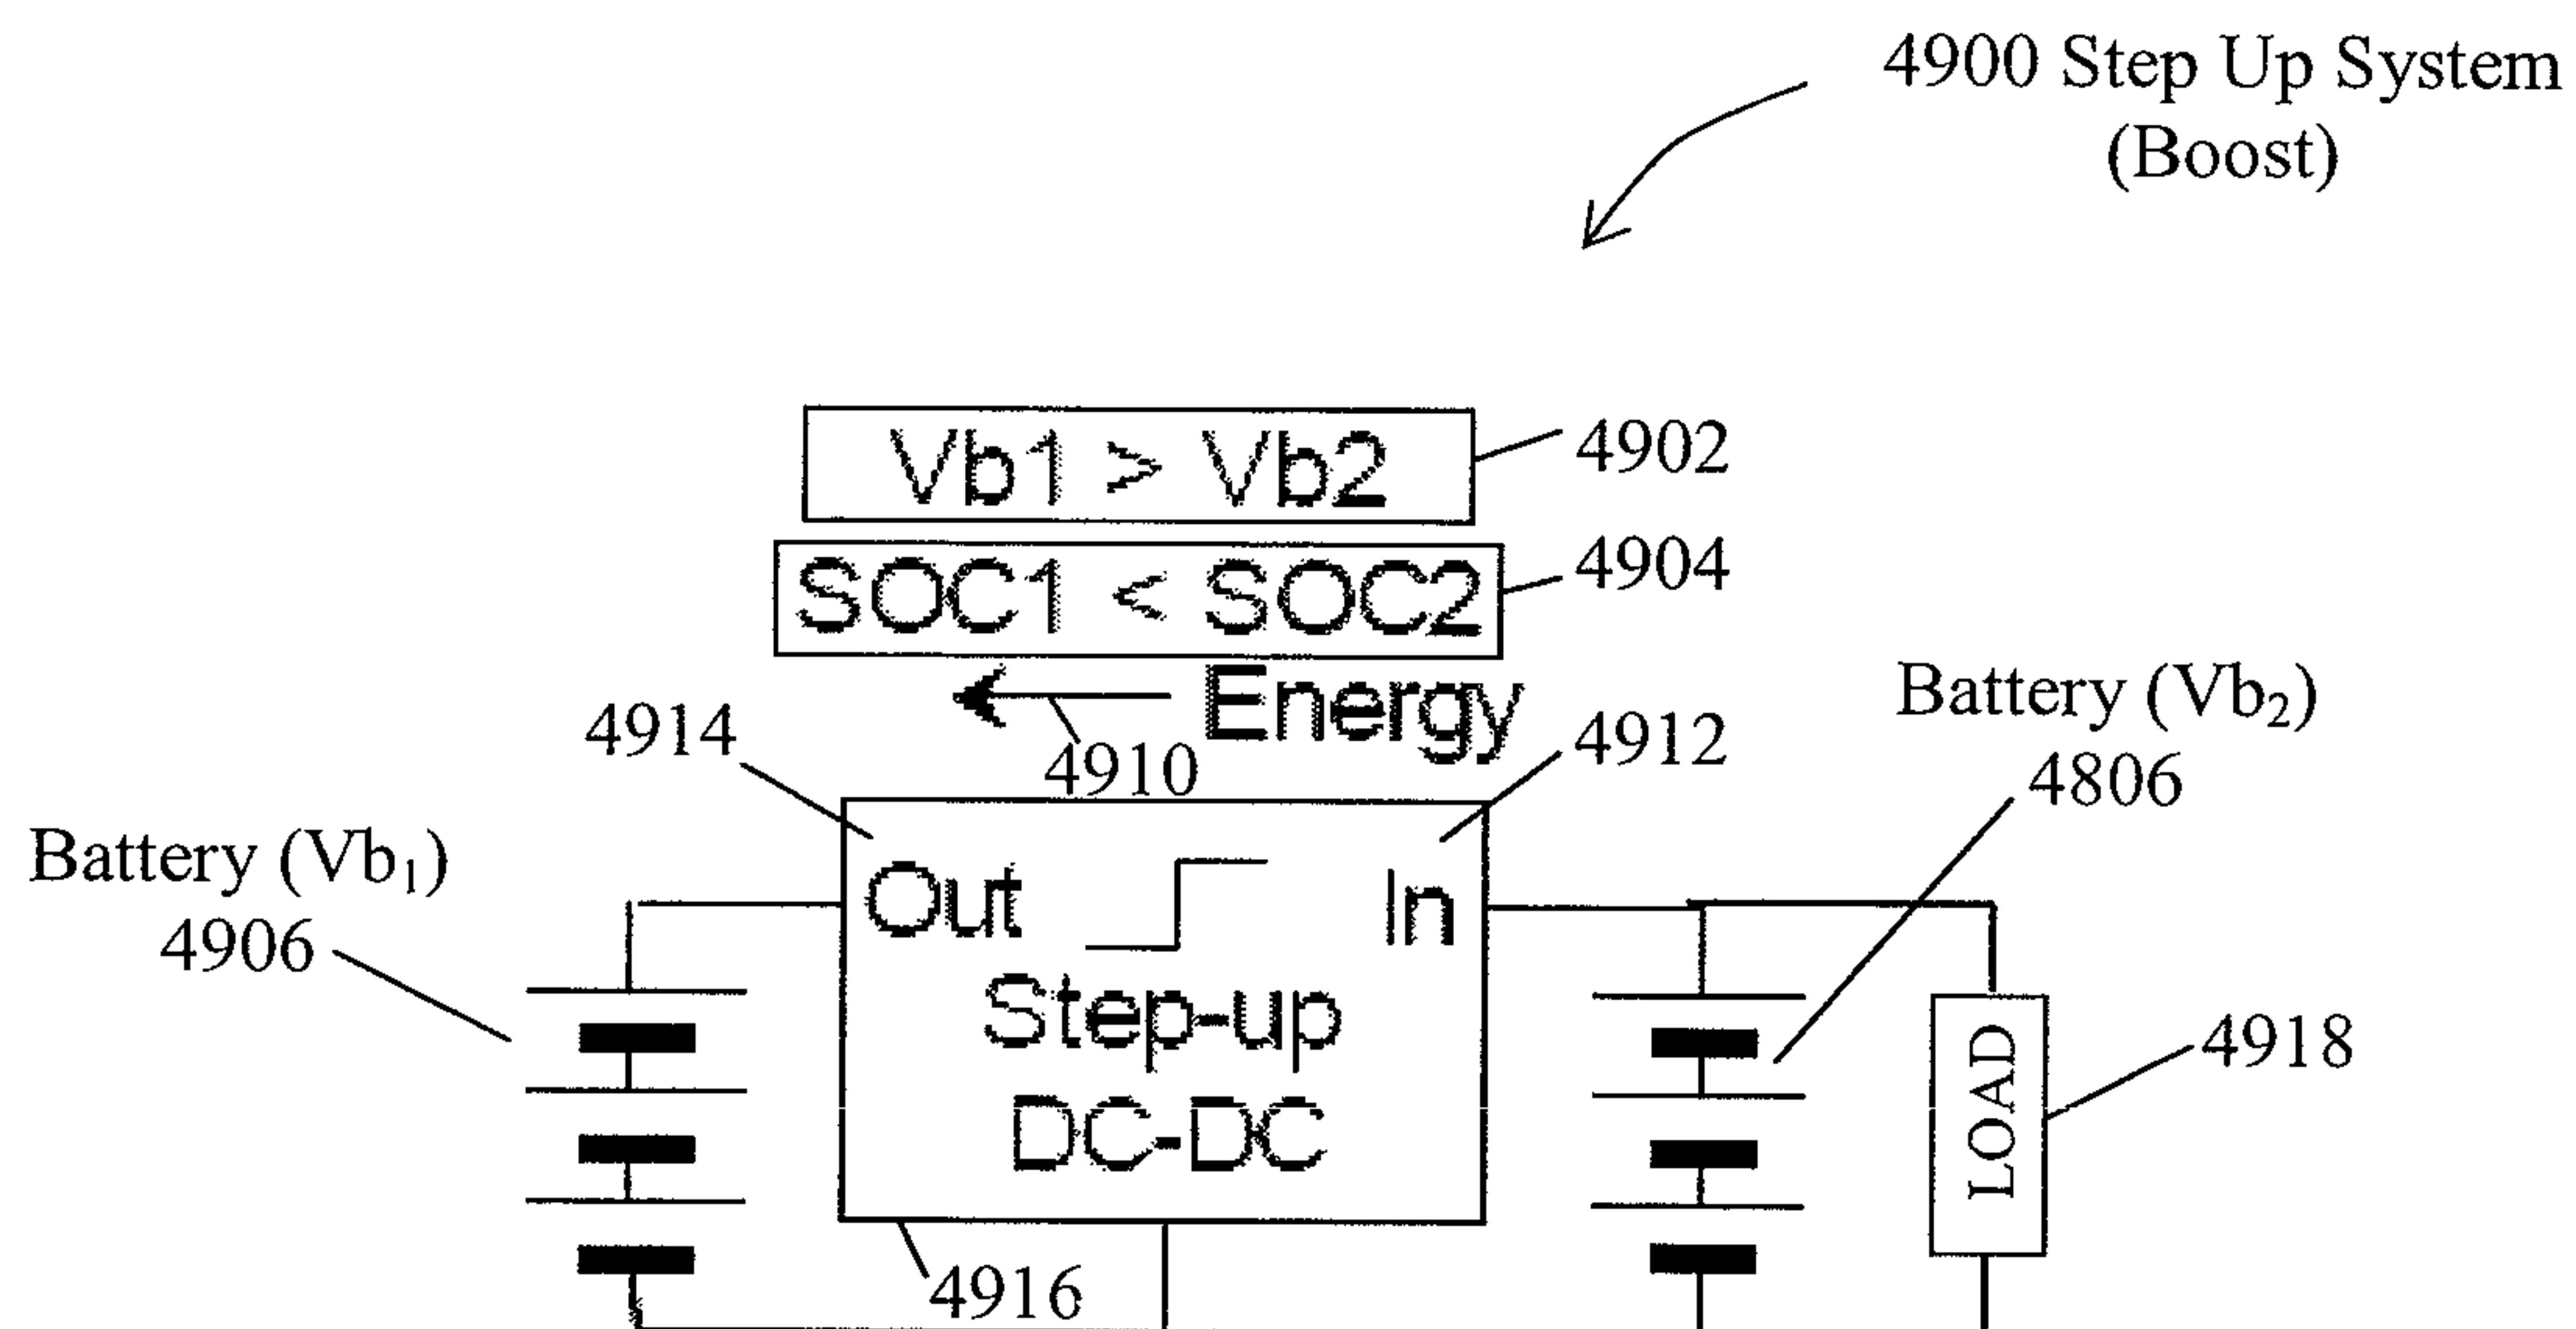 4900 Step Up System
(Boost)
Vb1 > Vb2
4902
SOC1 < SOC2
4904
Energy
4910
4914
4912
Battery (Vb₂)
4806
Battery (Vb₁)
4906
Out
In
Step-up
DC-DC
4916
LOAD
4918